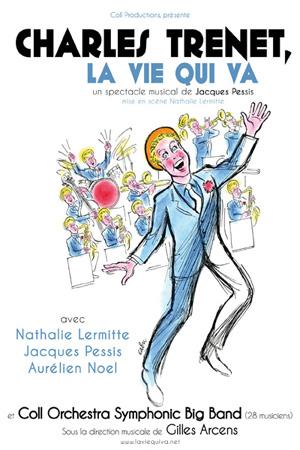 Coll Productions, présente
CHARLES TRENET,
LA VIE QUI VA
un spectacle musical de Jacques Pessis
mise en scène Nathalie Lermitte
avec
Nathalie Lermitte
Jacques Pessis
Aurélien Noel
et Coll Orchestra Symphonic Big Band (28 musiciens)
Sous la direction musicale de Gilles Arcens
www.laviequiva.net